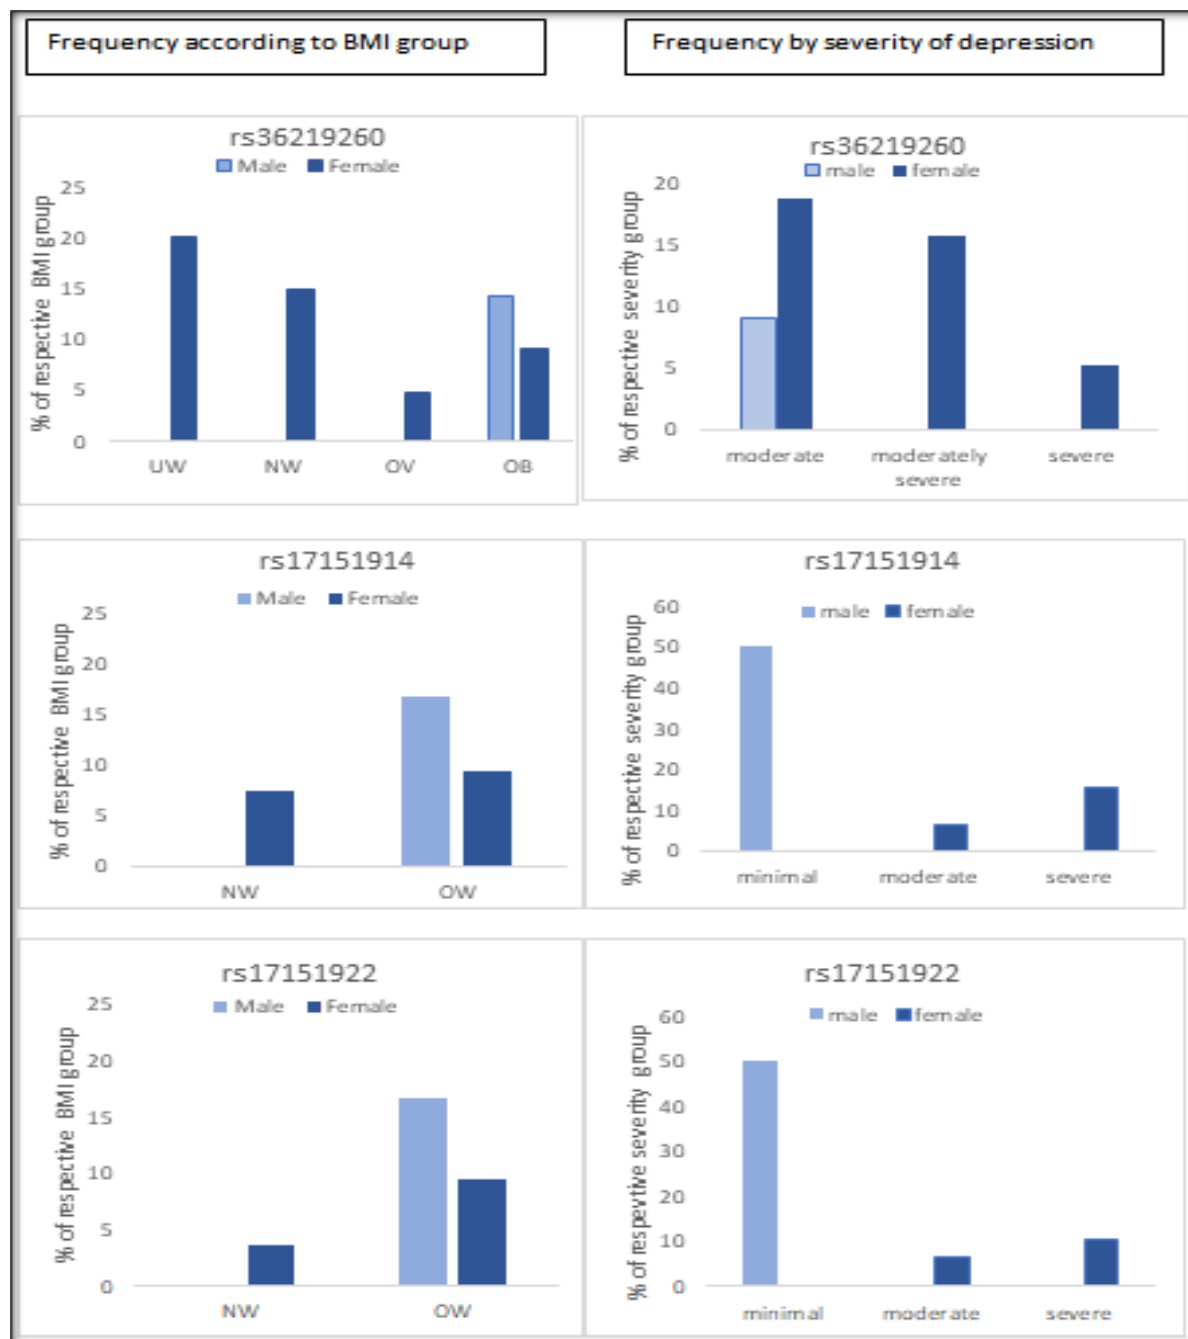 Frequency according to BMI group
Frequency by severity of depression
rs36219260
Male Female
% of respective BMI group
25
20
15
10
5
0
UW NW OV OB
rs36219260
male female
% of respective severity group
20
15
10
5
0
moderate moderately severe
severe
rs17151914
Male Female
% of respective BMI group
25
20
15
10
5
0
NW OW
rs17151914
male female
% of respective severity group
60
50
40
30
20
10
0
minimal moderate severe
rs17151922
Male Female
% of respective BMI group
25
20
15
10
5
0
NW OW
rs17151922
male female
% of respevtive severity group
60
50
40
30
20
10
0
minimal moderate severe